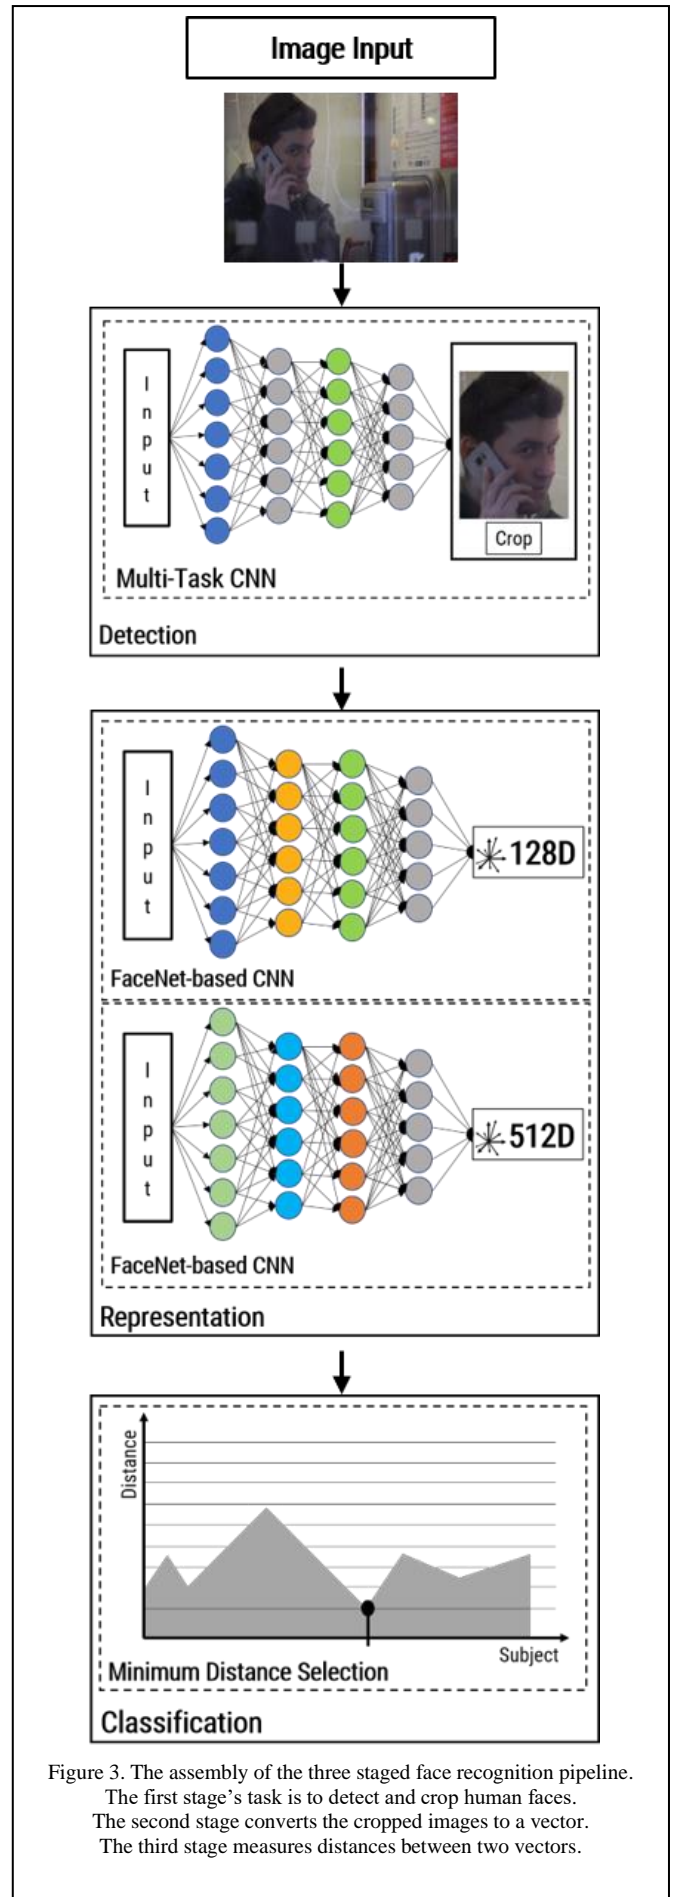 Image Input
Input
Crop
Multi-Task CNN
Detection
Input
128D
FaceNet-based CNN
Input
512D
FaceNet-based CNN
Representation
Distance
Subject
Minimum Distance Selection
Classification
Figure 3. The assembly of the three staged face recognition pipeline.
The first stage’s task is to detect and crop human faces.
The second stage converts the cropped images to a vector.
The third stage measures distances between two vectors.